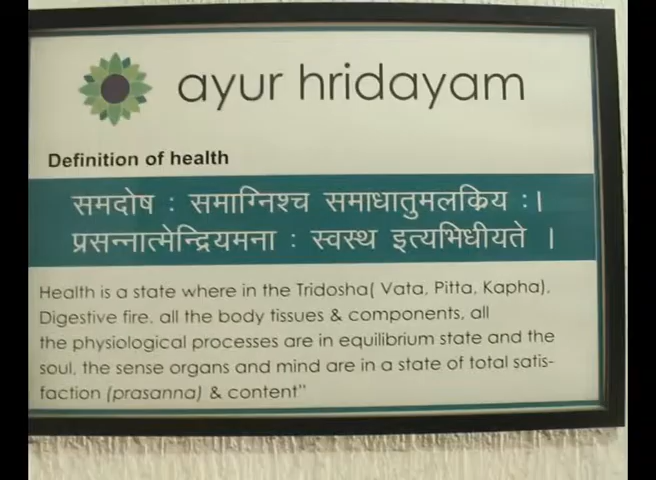 ayur hridayam
Definition of health
समदोष : समाग्निश्च समाधातुमलकिय :।
प्रसन्नात्मेन्द्रियमना : स्वस्थ इत्यभिधीयते ।
Health is a state where in the Tridosha( Vata, Pitta, Kapha),
Digestive fire, all the body tissues & components, all
the physiological processes are in equilibrium state and the
soul, the sense organs and mind are in a state of total satis-
faction (prasanna) & content"